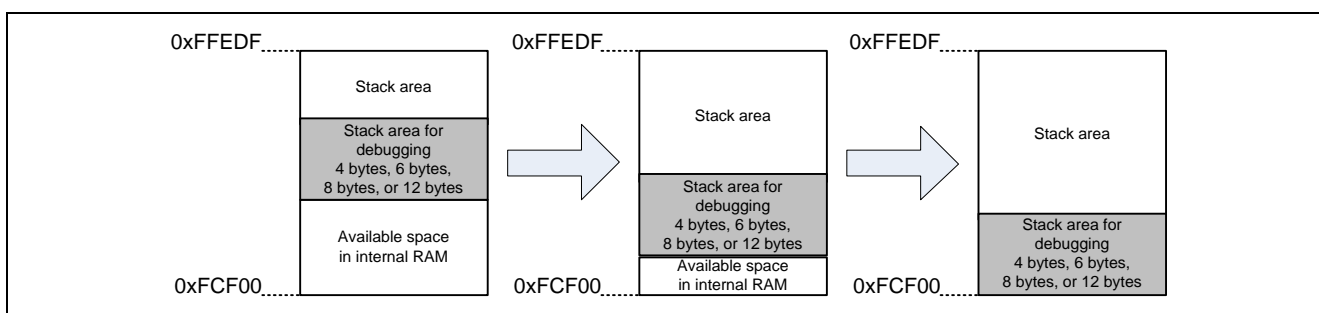 0xFFEDF
Stack area
Stack area for
debugging
4 bytes, 6 bytes,
8 bytes, or 12 bytes
Available space
in internal RAM
0xFCF00
0xFFEDF
Stack area
Stack area for
debugging
4 bytes, 6 bytes,
8 bytes, or 12 bytes
Available space
in internal RAM
0xFCF00
0xFFEDF
Stack area
Stack area for
debugging
4 bytes, 6 bytes,
8 bytes, or 12 bytes
0xFCF00